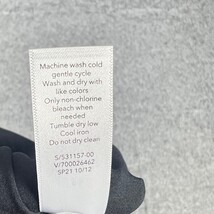 Machine wash cold
gentle cycle
Wash and dry with
like colors
Only non-chlorine
bleach when
needed
Tumble dry low
Cool iron
Do not dry clean
S/531157-00
V/700026462
SP21 10/12